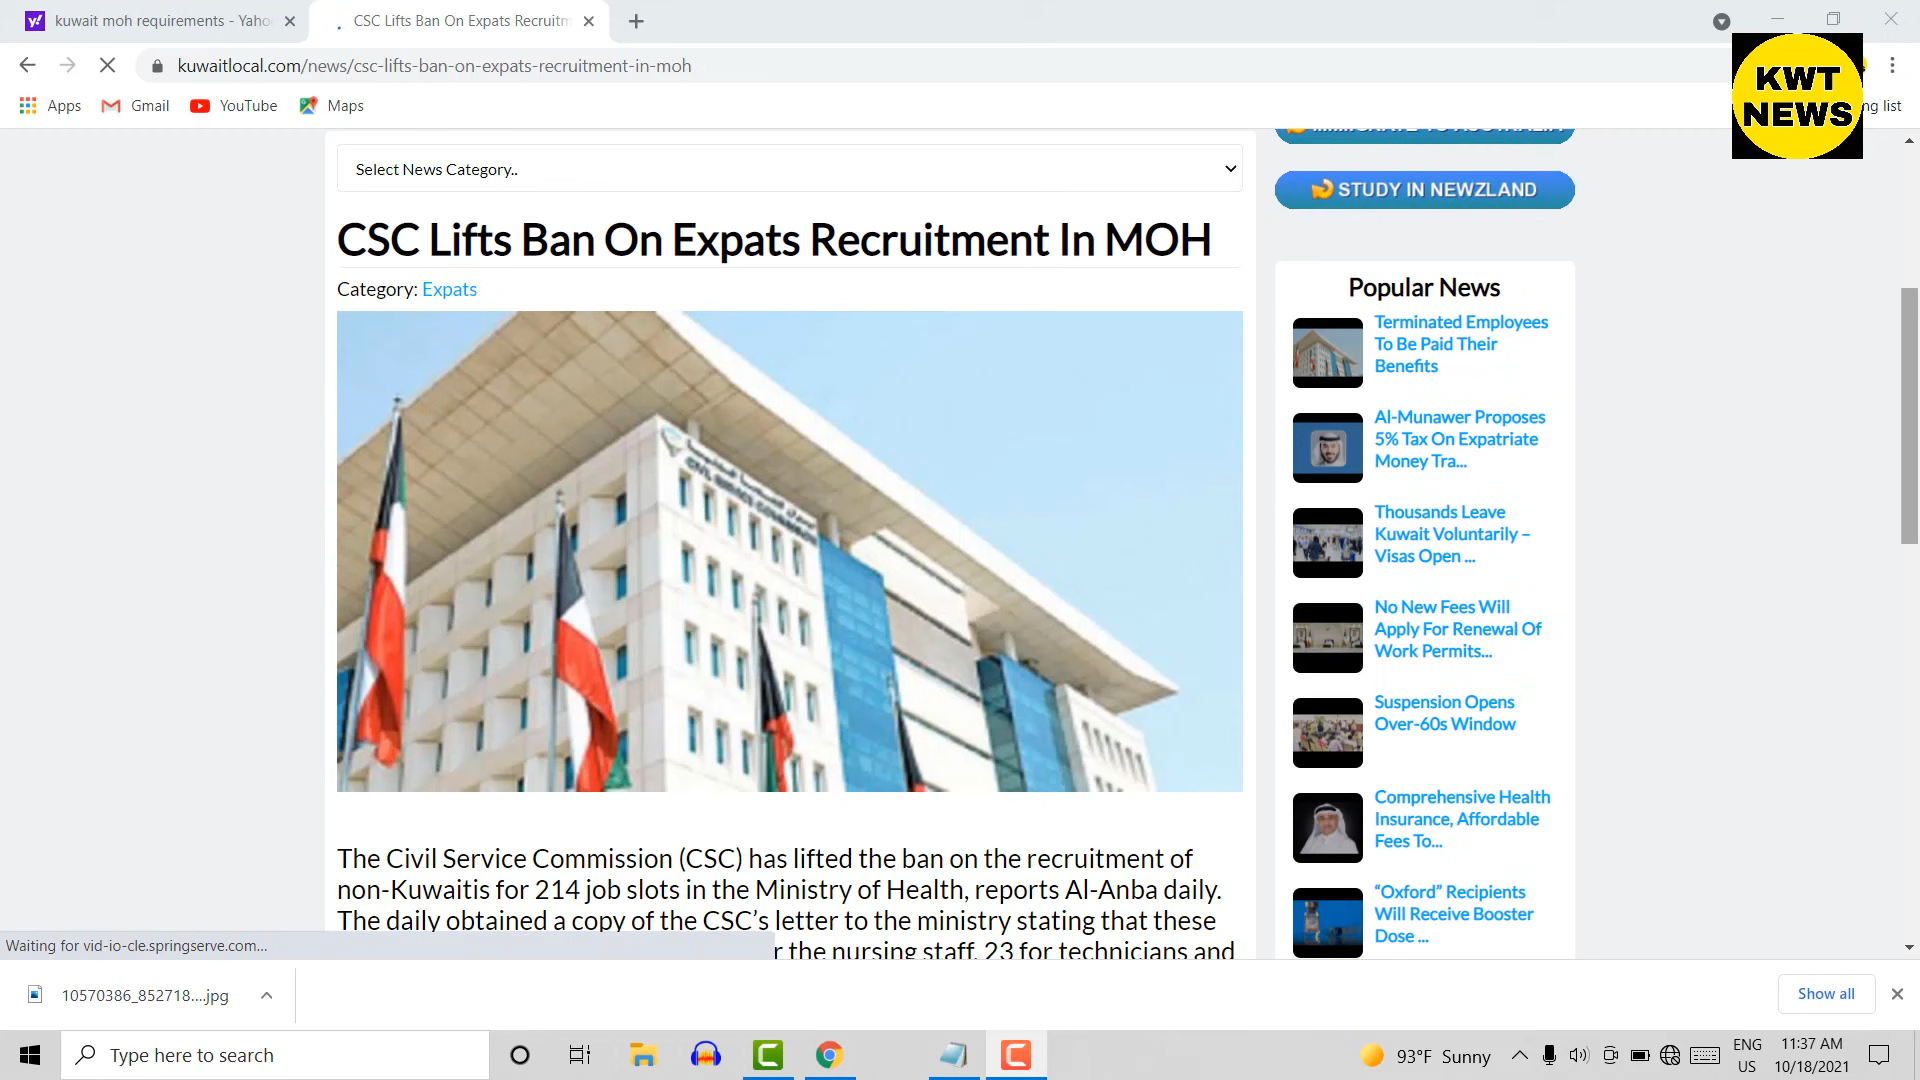 kuwait moh requirements - Yaho
CSC Lifts Ban On Expats Recruitm
kuwaitlocal.com/news/csc-lifts-ban-on-expats-recruitment-in-moh
Apps
Gmail
YouTube
Maps
ng list
KWT
NEWS
Select News Category..
STUDY IN NEWZLAND
CSC Lifts Ban On Expats Recruitment In MOH
Category: Expats
CIVIL SERVICE COMMISSION
The Civil Service Commission (CSC) has lifted the ban on the recruitment of
non-Kuwaitis for 214 job slots in the Ministry of Health, reports Al-Anba daily.
The daily obtained a copy of the CSC’s letter to the ministry stating that these
r the nursing staff, 23 for technicians and
Popular News
Terminated Employees
To Be Paid Their
Benefits
Al-Munawer Proposes
5% Tax On Expatriate
Money Tra...
Thousands Leave
Kuwait Voluntarily –
Visas Open ...
No New Fees Will
Apply For Renewal Of
Work Permits...
Suspension Opens
Over-60s Window
Comprehensive Health
Insurance, Affordable
Fees To...
“Oxford” Recipients
Will Receive Booster
Dose ...
Waiting for vid-io-cle.springserve.com...
10570386_852718....jpg
Show all
Type here to search
93°F Sunny
ENG
US
11:37 AM
10/18/2021